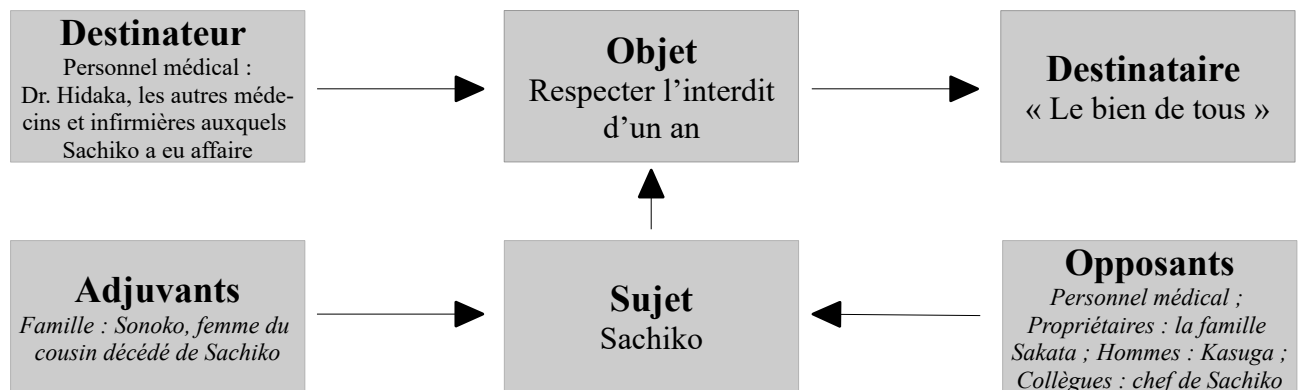 Destinateur
Personnel médical :
Dr. Hidaka, les autres méde-
cins et infirmières auxquels
Sachiko a eu affaire
Objet
Respecter l’interdit
d’un an
Destinataire
« Le bien de tous »
Adjuvants
Famille : Sonoko, femme du
cousin décédé de Sachiko
Sujet
Sachiko
Opposants
Personnel médical ;
Propriétaires : la famille
Sakata ; Hommes : Kasuga ;
Collègues : chef de Sachiko